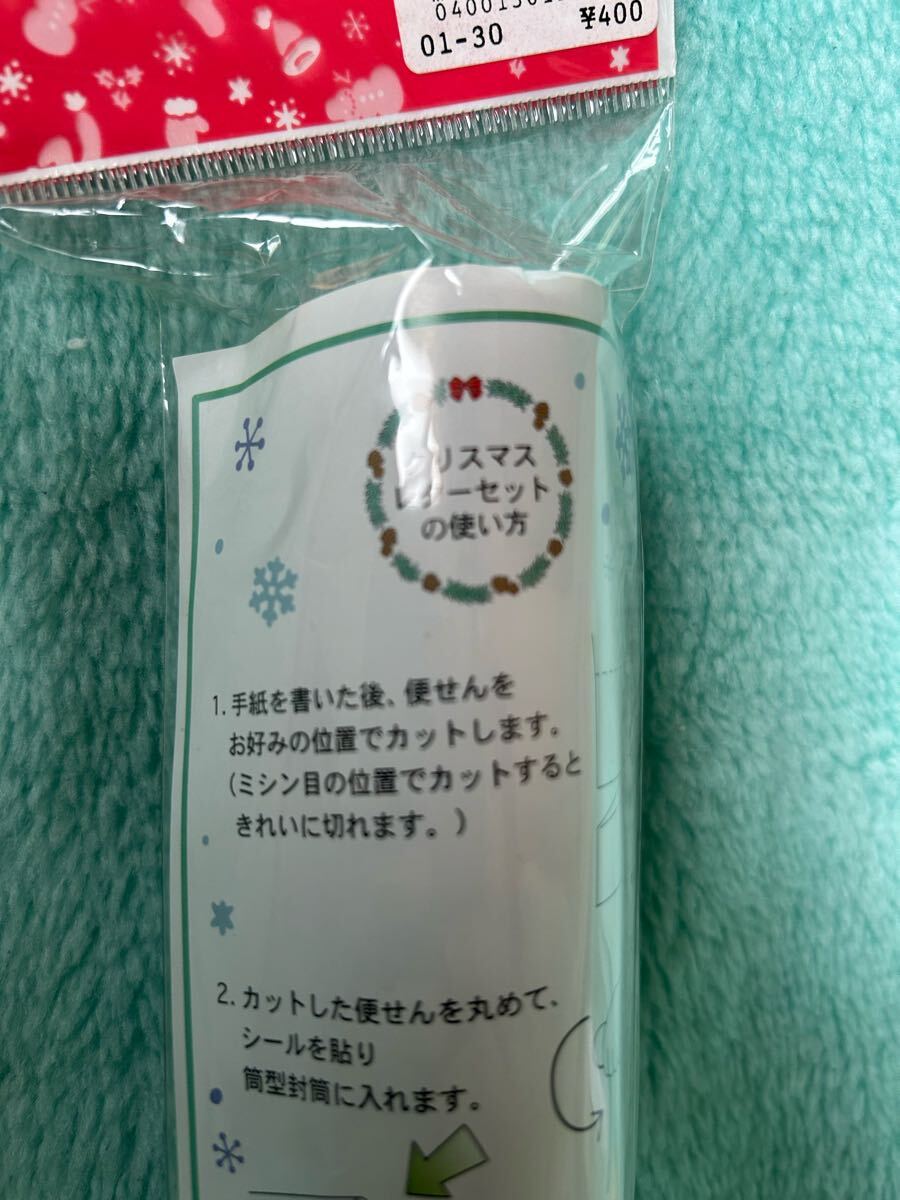 01-30 ¥400
クリスマス
レターセット
の使い方
1. 手紙を書いた後、便せんを
お好みの位置でカットします。
(ミシン目の位置でカットすると
きれいに切れます。)
2. カットした便せんを丸めて、
シールを貼り
筒型封筒に入れます。